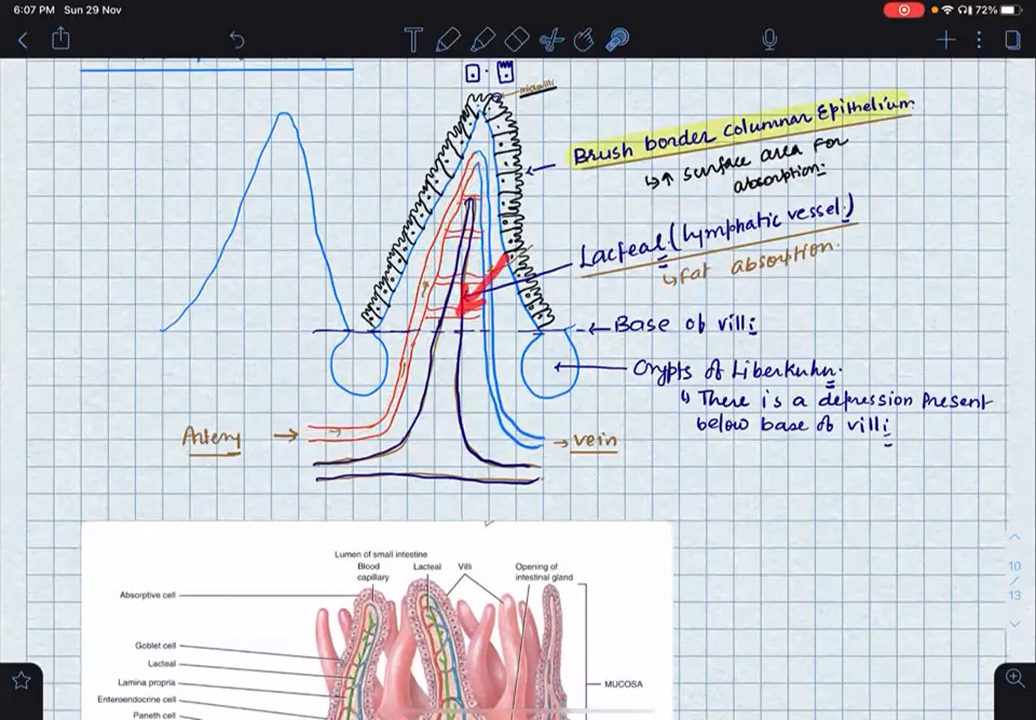 6:07 PM Sun 29 Nov
72%
microvilli
Brush border columnar Epithelium
↳ ↑ surface area for
absorption:
Lacteal (lymphatic vessel)
↳ fat absorption.
← Base of villi
Crypts of Liberkuhn.
↳ There is a depression present
below base of villi
Artery →
→ vein
Lumen of small intestine
Blood
capillary
Lacteal
Villi
Opening of
intestinal gland
Absorptive cell
Goblet cell
Lacteal
Lamina propria
Enteroendocrine cell
Paneth cell
MUCOSA
10
/
13